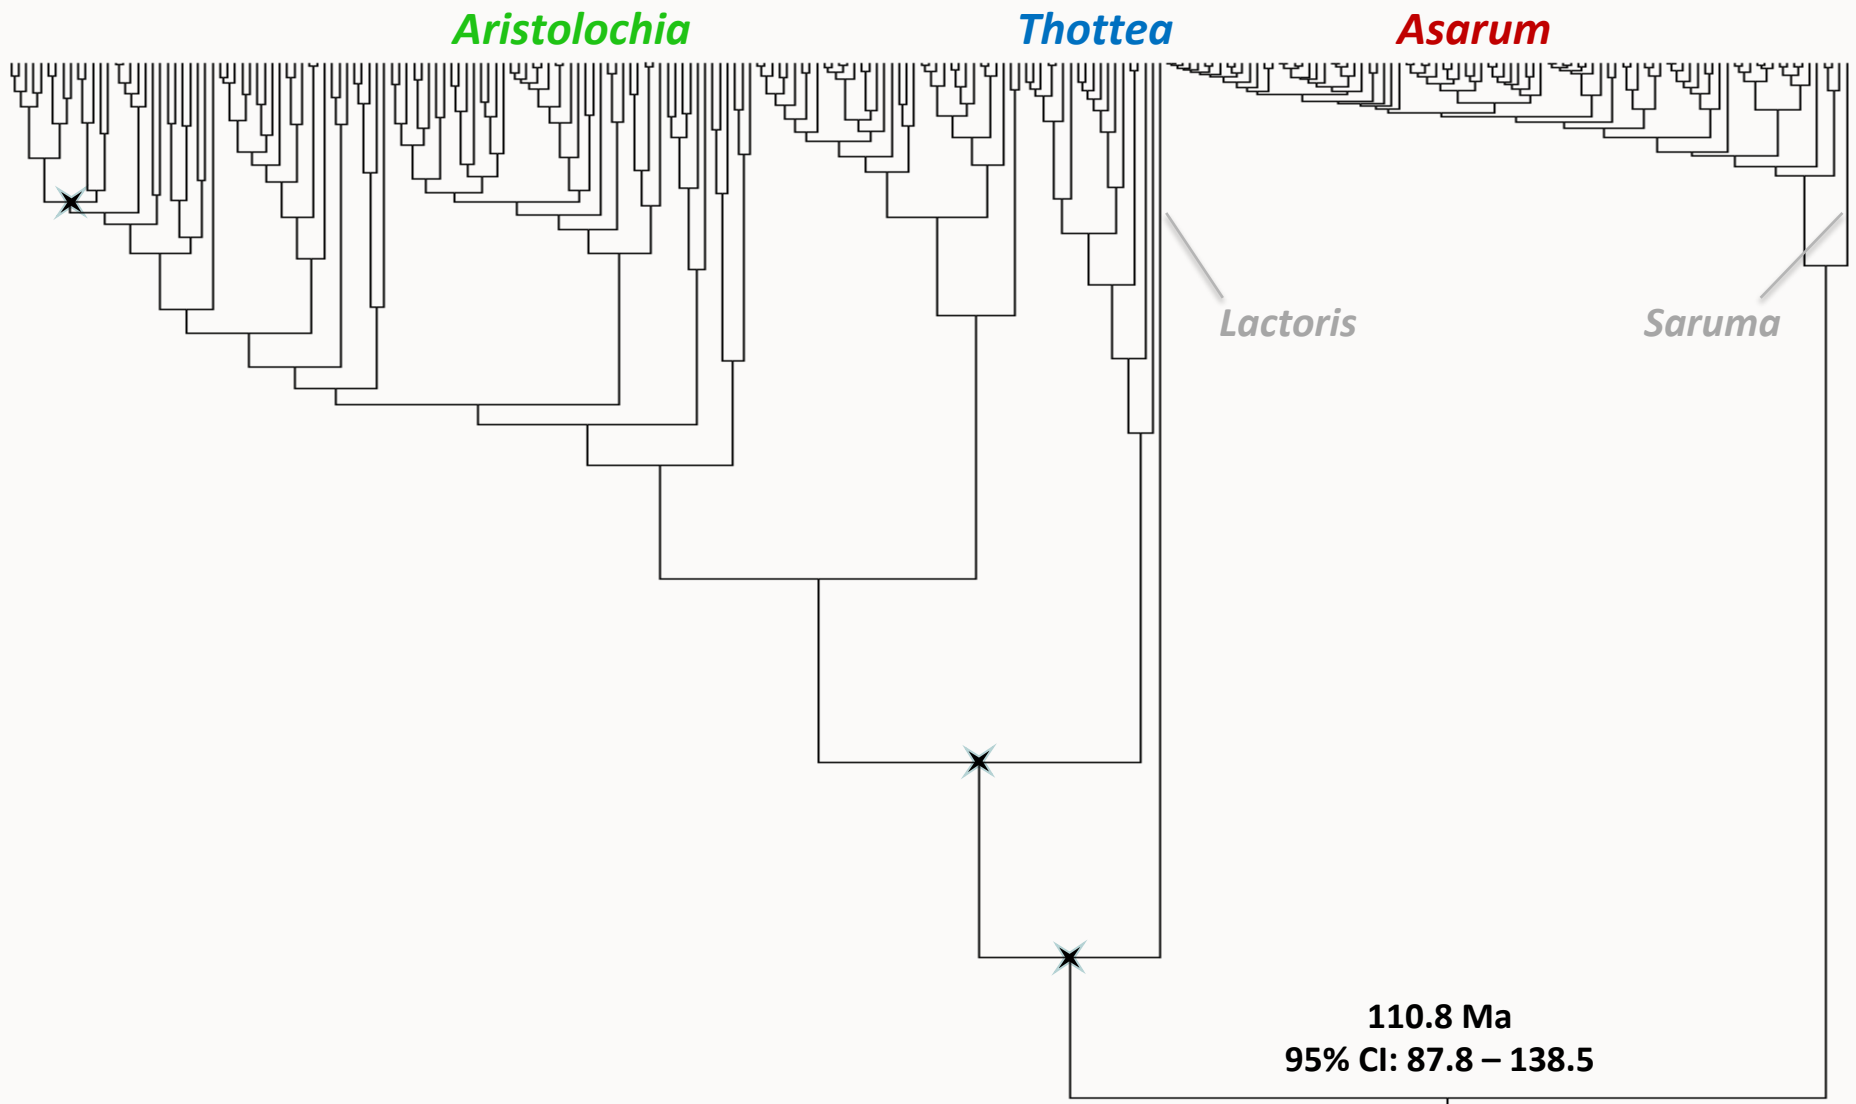 Aristolochia
Thottea
Asarum
Lactoris
Saruma
110.8 Ma
95% CI: 87.8 – 138.5